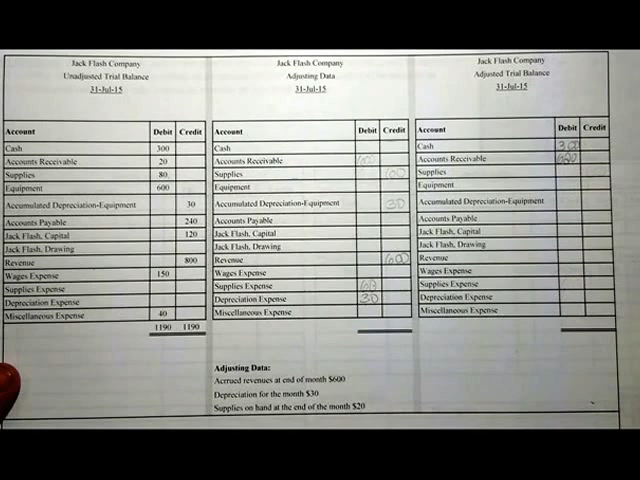 Jack Flash Company
Unadjusted Trial Balance
31-Jul-15
Account Debit Credit
Cash 300
Accounts Receivable 20
Supplies 80
Equipment 600
Accumulated Depreciation-Equipment 30
Accounts Payable 240
Jack Flash, Capital 120
Jack Flash, Drawing
Revenue 800
Wages Expense 150
Supplies Expense
Depreciation Expense
Miscellaneous Expense 40
1190 1190
Jack Flash Company
Adjusting Data
31-Jul-15
Account Debit Credit
Cash
Accounts Receivable 600
Supplies 60
Equipment
Accumulated Depreciation-Equipment 30
Accounts Payable
Jack Flash, Capital
Jack Flash, Drawing
Revenue 600
Wages Expense
Supplies Expense 60
Depreciation Expense 30
Miscellaneous Expense
Adjusting Data:
Accrued revenues at end of month $600
Depreciation for the month $30
Supplies on hand at the end of the month $20
Jack Flash Company
Adjusted Trial Balance
31-Jul-15
Account Debit Credit
Cash 300
Accounts Receivable 620
Supplies
Equipment
Accumulated Depreciation-Equipment
Accounts Payable
Jack Flash, Capital
Jack Flash, Drawing
Revenue
Wages Expense
Supplies Expense
Depreciation Expense
Miscellaneous Expense